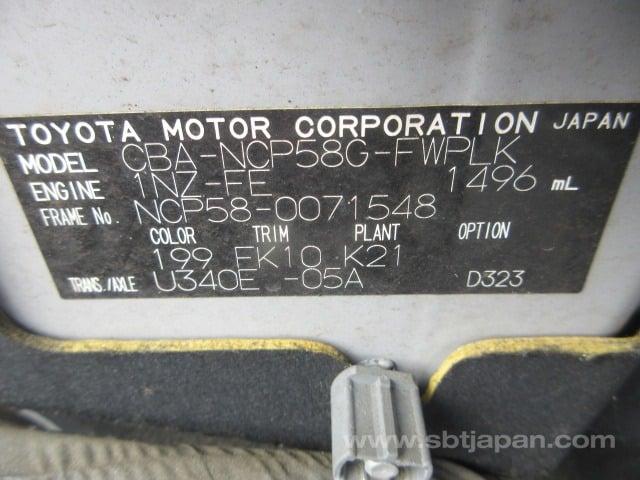 TOYOTA MOTOR CORPORATION JAPAN
MODEL CBA-NCP58G-FWPLK
ENGINE 1NZ-FE 1496 mL
FRAME No. NCP58-0071548
COLOR TRIM PLANT OPTION
199 FK10 K21
TRANS./AXLE U340E -05A D323
www.sbtjapan.com